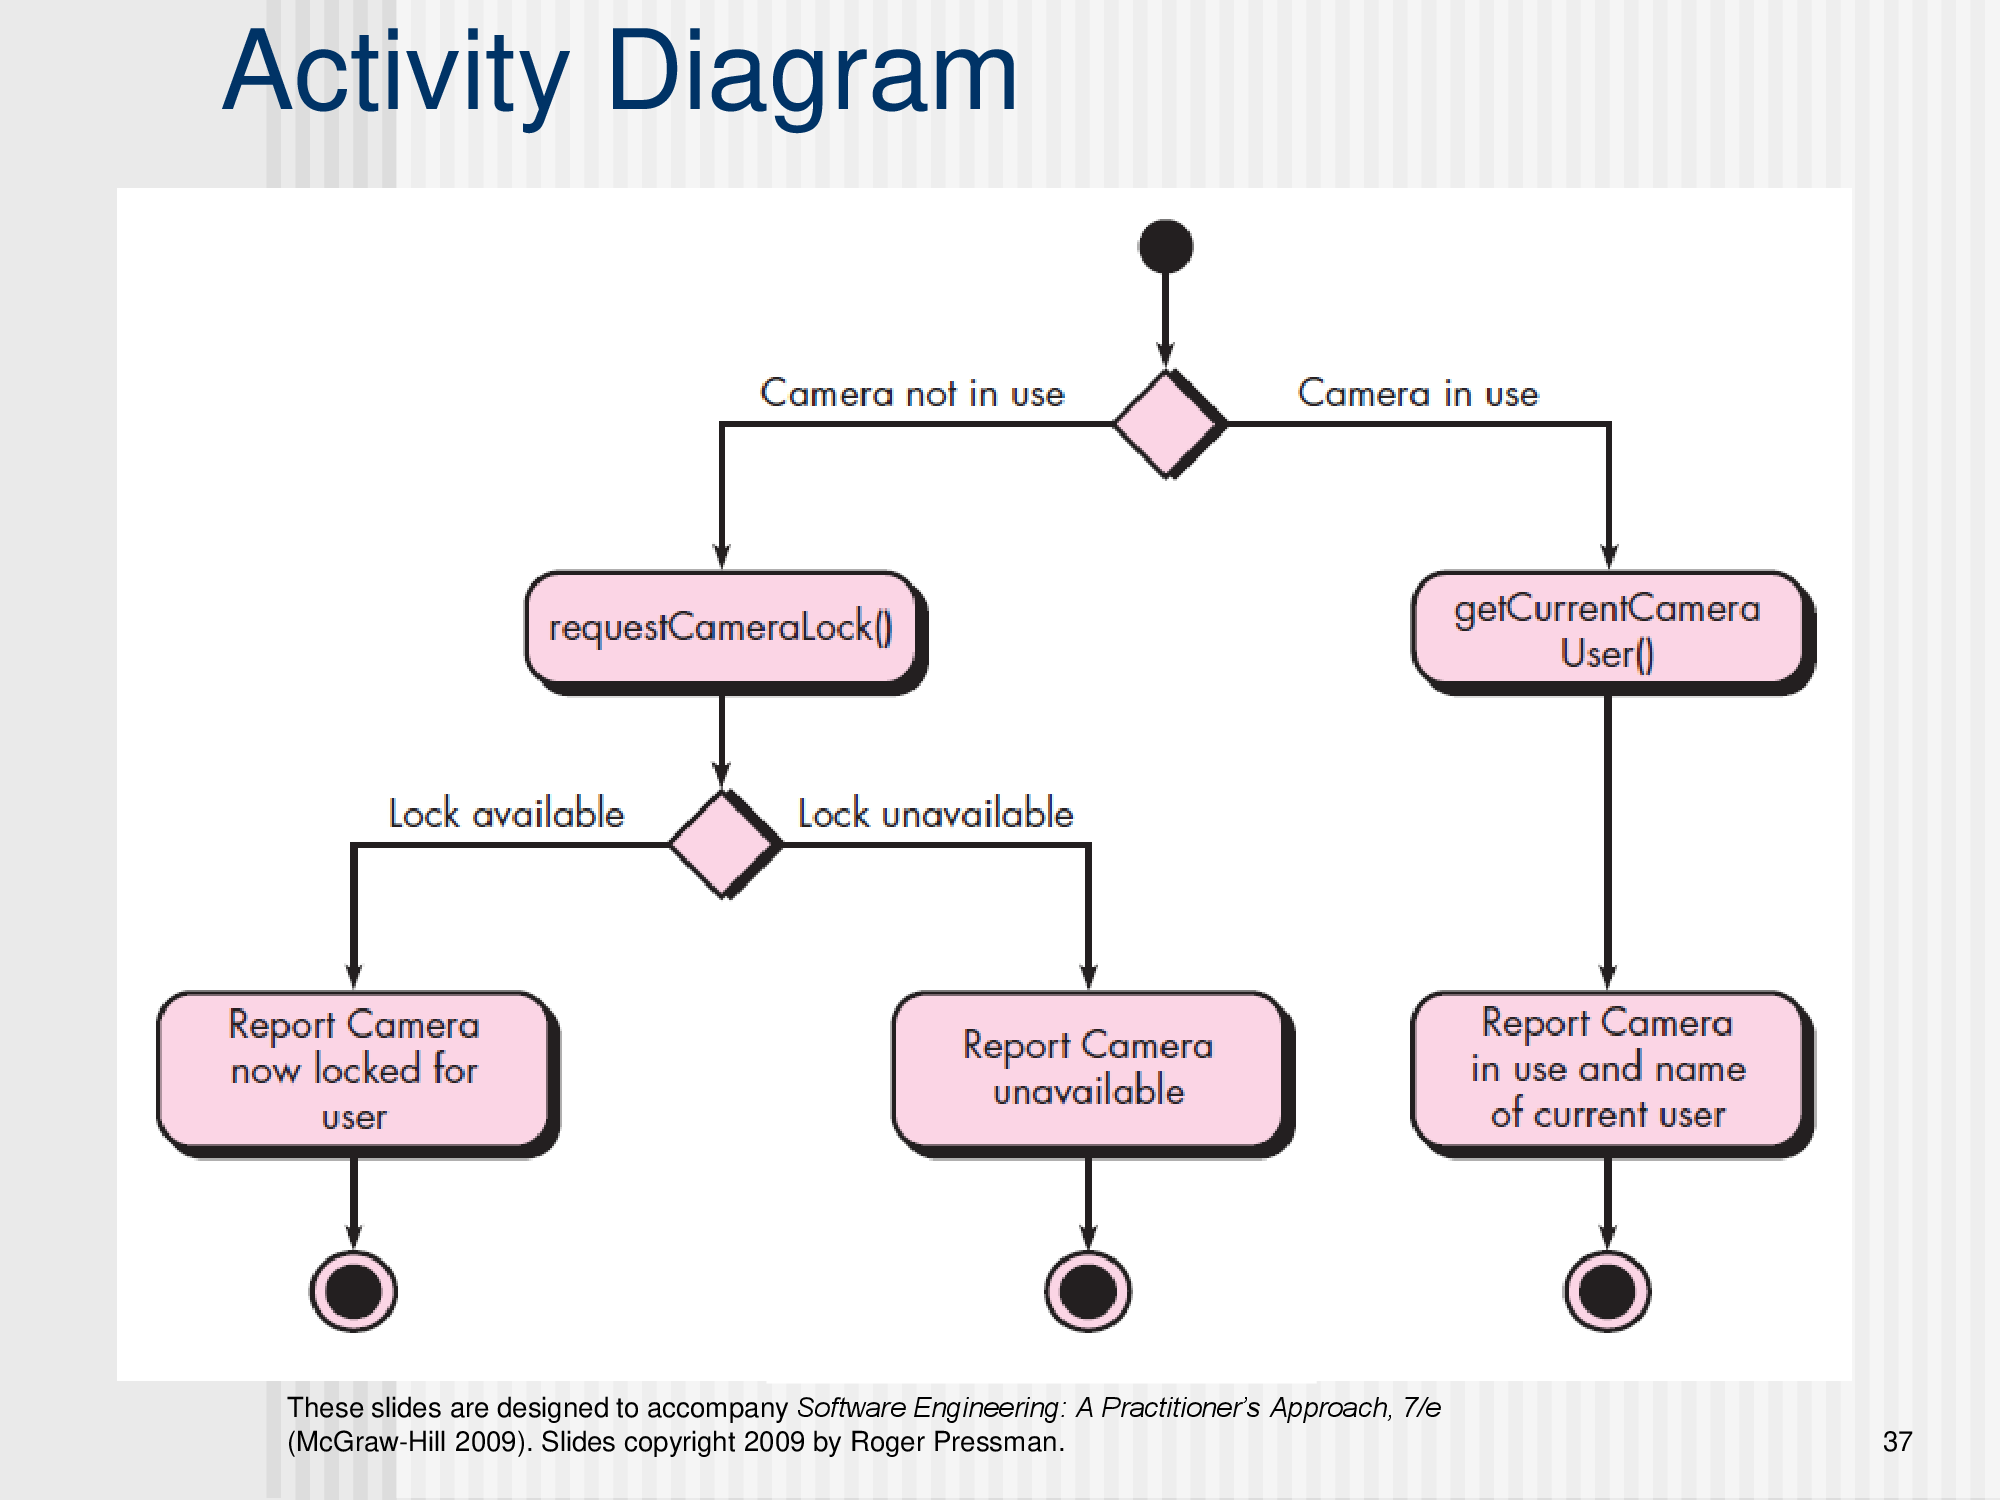 Activity Diagram
Camera not in use
Camera in use
requestCameraLock()
getCurrentCamera
User()
Lock available
Lock unavailable
Report Camera
now locked for
user
Report Camera
unavailable
Report Camera
in use and name
of current user
These slides are designed to accompany Software Engineering: A Practitioner’s Approach, 7/e
(McGraw-Hill 2009). Slides copyright 2009 by Roger Pressman.
37